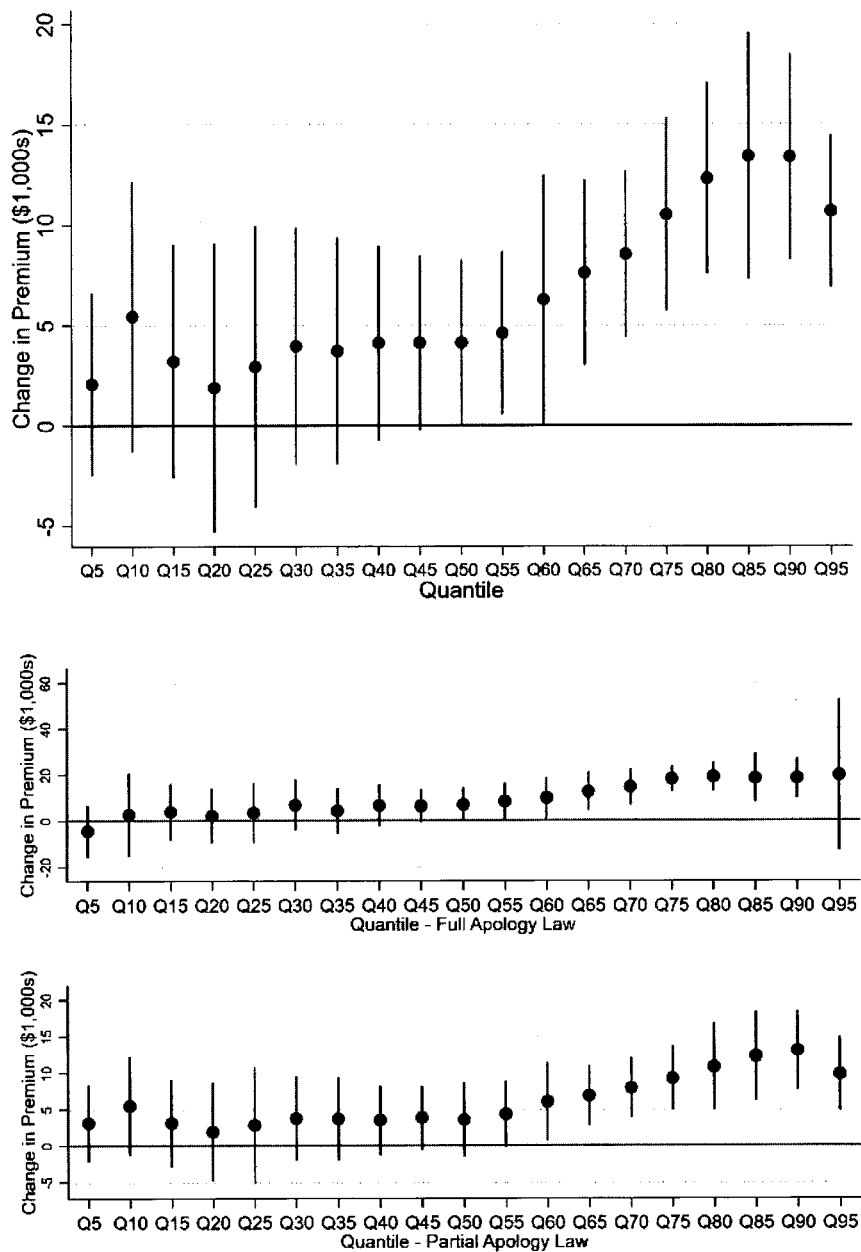 Change in Premium ($1,000s)
20
15
10
5
0
-5
Q5 Q10 Q15 Q20 Q25 Q30 Q35 Q40 Q45 Q50 Q55 Q60 Q65 Q70 Q75 Q80 Q85 Q90 Q95
Quantile
Change in Premium ($1,000s)
60
40
20
0
-20
Q5 Q10 Q15 Q20 Q25 Q30 Q35 Q40 Q45 Q50 Q55 Q60 Q65 Q70 Q75 Q80 Q85 Q90 Q95
Quantile - Full Apology Law
Change in Premium ($1,000s)
20
15
10
5
0
-5
Q5 Q10 Q15 Q20 Q25 Q30 Q35 Q40 Q45 Q50 Q55 Q60 Q65 Q70 Q75 Q80 Q85 Q90 Q95
Quantile - Partial Apology Law